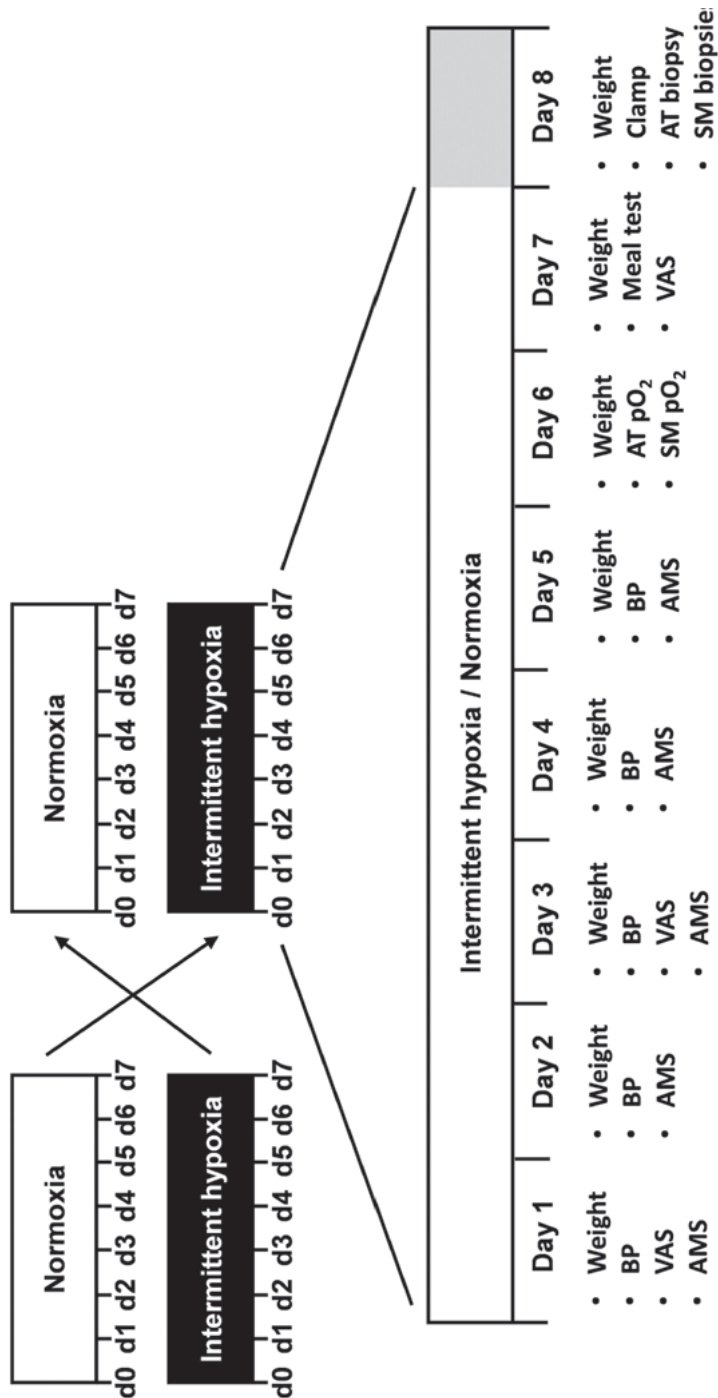 Normoxia
d0 d1 d2 d3 d4 d5 d6 d7
Intermittent hypoxia
d0 d1 d2 d3 d4 d5 d6 d7
Normoxia
d0 d1 d2 d3 d4 d5 d6 d7
Intermittent hypoxia
d0 d1 d2 d3 d4 d5 d6 d7
Intermittent hypoxia / Normoxia
Day 1
• Weight
• BP
• VAS
• AMS
Day 2
• Weight
• BP
• AMS
Day 3
• Weight
• BP
• VAS
• AMS
Day 4
• Weight
• BP
• AMS
Day 5
• Weight
• BP
• AMS
Day 6
• Weight
• AT pO₂
• SM pO₂
Day 7
• Weight
• Meal test
• VAS
Day 8
• Weight
• Clamp
• AT biopsy
• SM biopsie